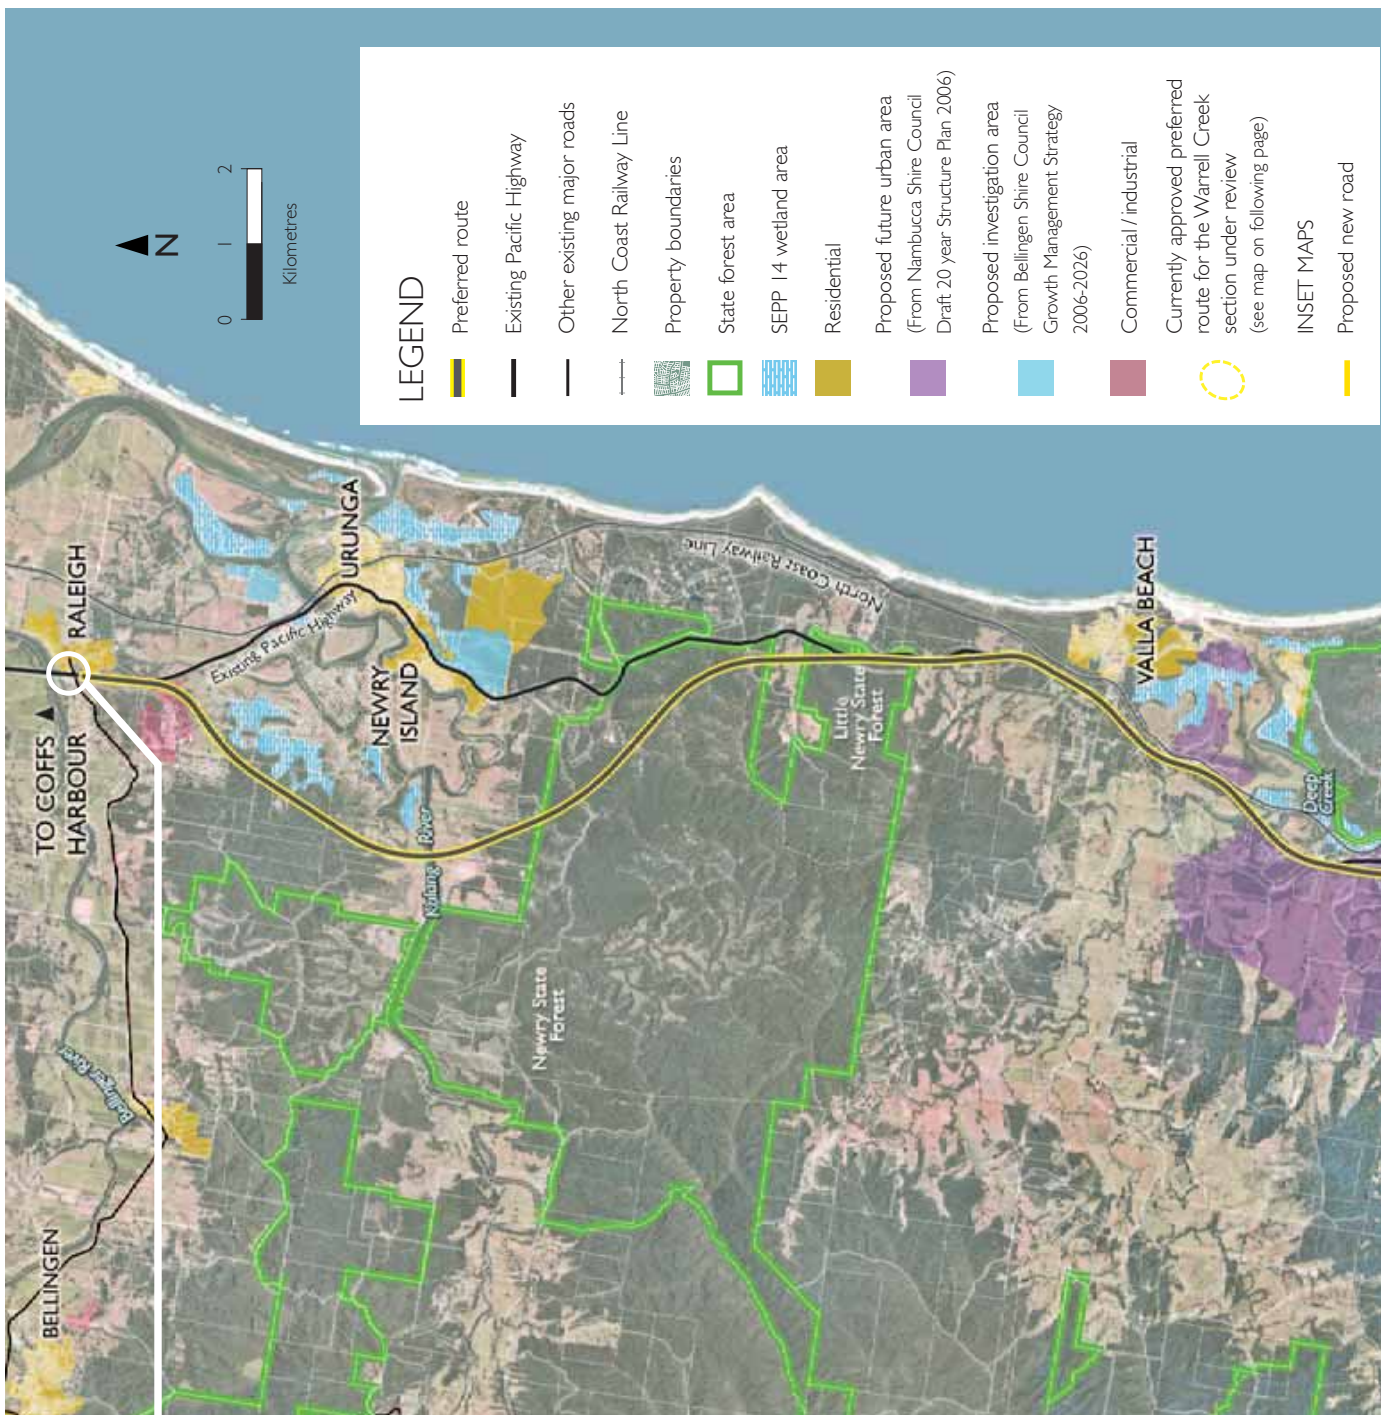 N
0 1 2
Kilometres
LEGEND
Preferred route
Existing Pacific Highway
Other existing major roads
North Coast Railway Line
Property boundaries
State forest area
SEPP 14 wetland area
Residential
Proposed future urban area
(From Nambucca Shire Council
Draft 20 year Structure Plan 2006)
Proposed investigation area
(From Bellingen Shire Council
Growth Management Strategy
2006-2026)
Commercial / industrial
Currently approved preferred
route for the Warrell Creek
section under review
(see map on following page)
INSET MAPS
Proposed new road
BELLINGEN
Bellinger River
TO COFFS ▲
HARBOUR
RALEIGH
Existing Pacific Highway
URUNGA
NEWRY
ISLAND
Kalang River
Newry State
Forest
North Coast Railway Line
Little
Newry State
Forest
VALLA BEACH
Deep
Creek